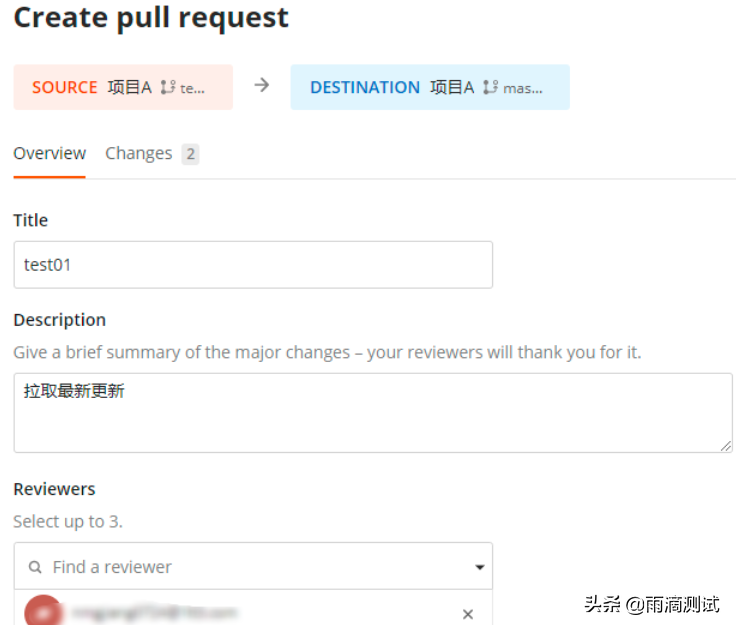 Create pull request
SOURCE 项目A te... → DESTINATION 项目A mas...
Overview Changes 2
Title
test01
Description
Give a brief summary of the major changes – your reviewers will thank you for it.
拉取最新更新
Reviewers
Select up to 3.
Find a reviewer
头条 @雨滴测试